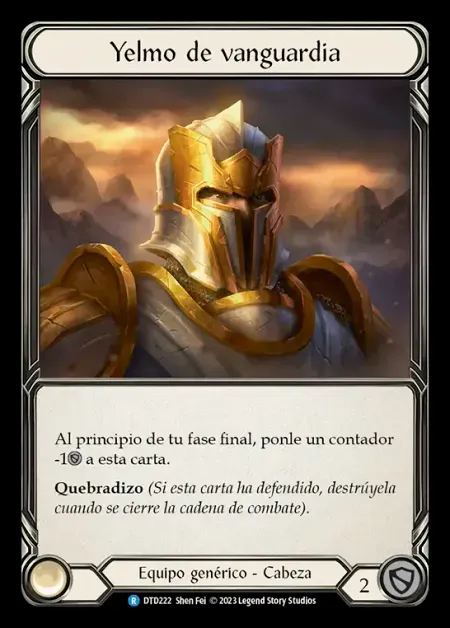 Yelmo de vanguardia
Al principio de tu fase final, ponle un contador
-1 a esta carta.
Quebradizo (Si esta carta ha defendido, destrúyela
cuando se cierre la cadena de combate).
Equipo genérico - Cabeza
2
R DTD222 Shen Fei © 2023 Legend Story Studios